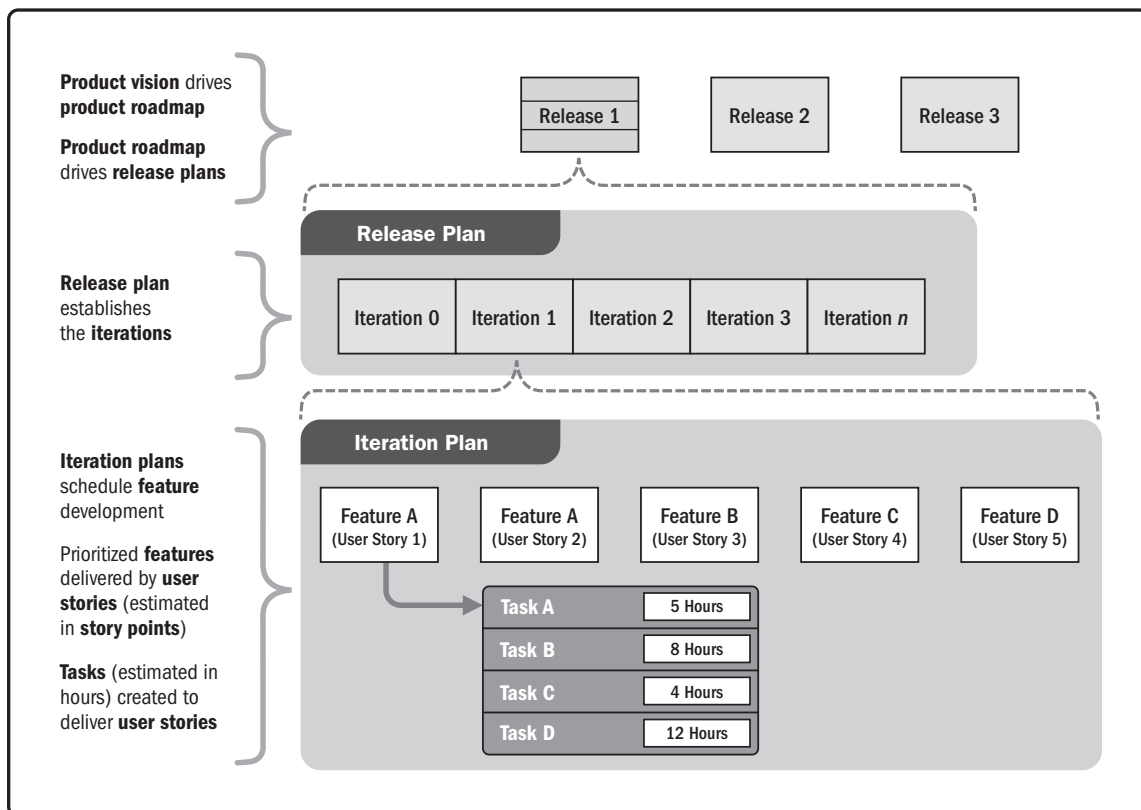 Product vision drives
product roadmap
Product roadmap
drives release plans
Release 1
Release 2
Release 3
Release Plan
Release plan
establishes
the iterations
Iteration 0
Iteration 1
Iteration 2
Iteration 3
Iteration n
Iteration Plan
Iteration plans
schedule feature
development
Prioritized features
delivered by user
stories (estimated
in story points)
Tasks (estimated in
hours) created to
deliver user stories
Feature A
(User Story 1)
Feature A
(User Story 2)
Feature B
(User Story 3)
Feature C
(User Story 4)
Feature D
(User Story 5)
Task A
5 Hours
Task B
8 Hours
Task C
4 Hours
Task D
12 Hours